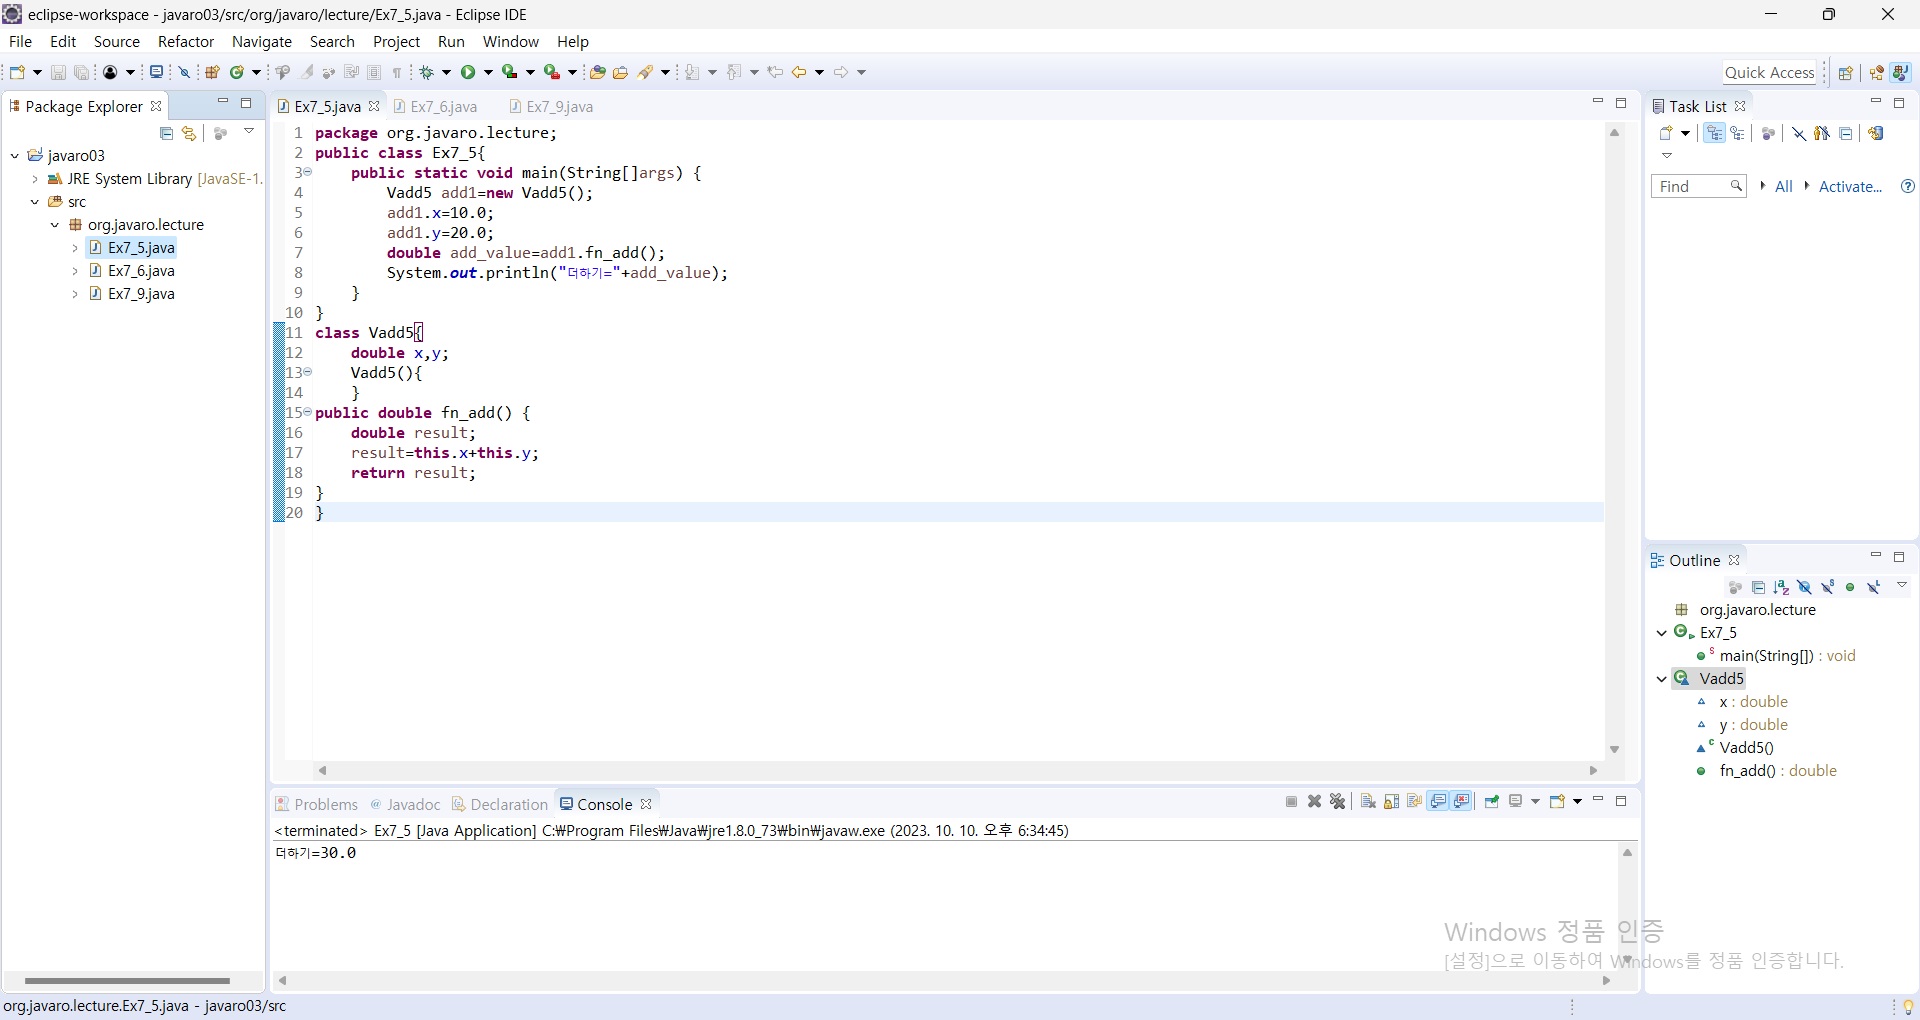 eclipse-workspace - javaro03/src/org/javaro/lecture/Ex7_5.java - Eclipse IDE
File Edit Source Refactor Navigate Search Project Run Window Help
Quick Access
Package Explorer
javaro03
JRE System Library [JavaSE-1.
src
org.javaro.lecture
Ex7_5.java
Ex7_6.java
Ex7_9.java
Ex7_5.java Ex7_6.java Ex7_9.java
1 package org.javaro.lecture;
2 public class Ex7_5{
3 public static void main(String[]args) {
4 Vadd5 add1=new Vadd5();
5 add1.x=10.0;
6 add1.y=20.0;
7 double add_value=add1.fn_add();
8 System.out.println("더하기="+add_value);
9 }
10 }
11 class Vadd5{
12 double x,y;
13 Vadd5(){
14 }
15 public double fn_add() {
16 double result;
17 result=this.x+this.y;
18 return result;
19 }
20 }
Task List
Find All Activate...
Outline
org.javaro.lecture
Ex7_5
main(String[]) : void
Vadd5
x : double
y : double
Vadd5()
fn_add() : double
Problems Javadoc Declaration Console
<terminated> Ex7_5 [Java Application] C:₩Program Files₩Java₩jre1.8.0_73₩bin₩javaw.exe (2023. 10. 10. 오후 6:34:45)
더하기=30.0
Windows 정품 인증
[설정]으로 이동하여 Windows를 정품 인증합니다.
org.javaro.lecture.Ex7_5.java - javaro03/src